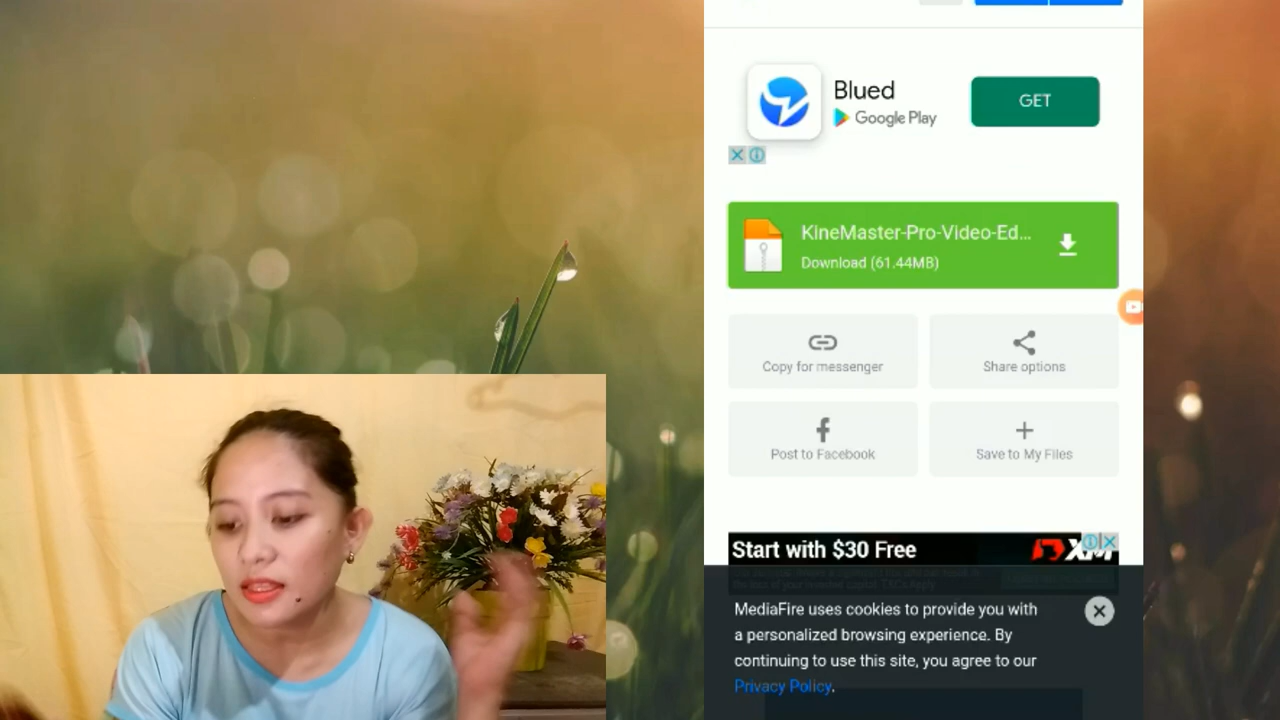 Blued
Google Play
GET
KineMaster-Pro-Video-Ed...
Download (61.44MB)
Copy for messenger
Share options
Post to Facebook
Save to My Files
Start with $30 Free
XM
MediaFire uses cookies to provide you with
a personalized browsing experience. By
continuing to use this site, you agree to our
Privacy Policy.